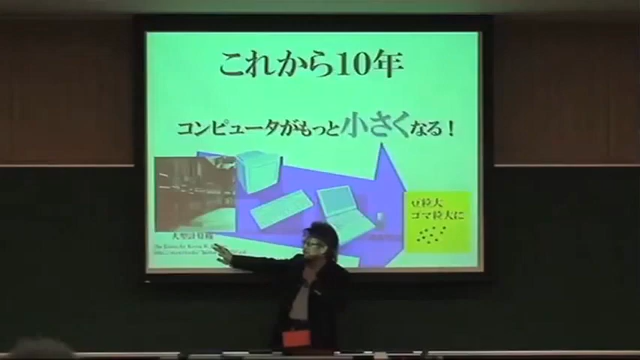 これから10年
コンピュータがもっと小さくなる!
豆粒大
ゴマ粒大に
大型計算機